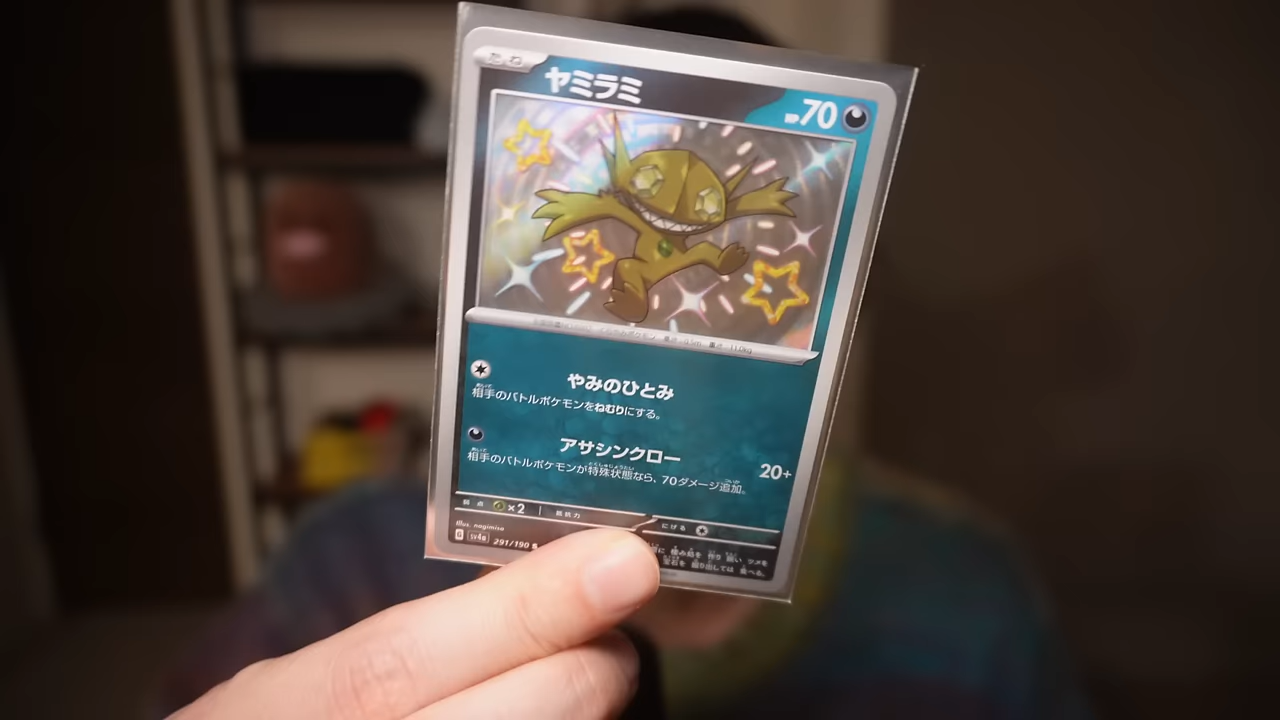 たね
ヤミラミ
HP 70
やみのひとみ
相手のバトルポケモンをねむりにする。
アサシンクロー
20+
相手のバトルポケモンが特殊状態なら、70ダメージ追加。
弱点 ×2 抵抗力 にげる
illus. nagimiso
G SV4a 291/190 S